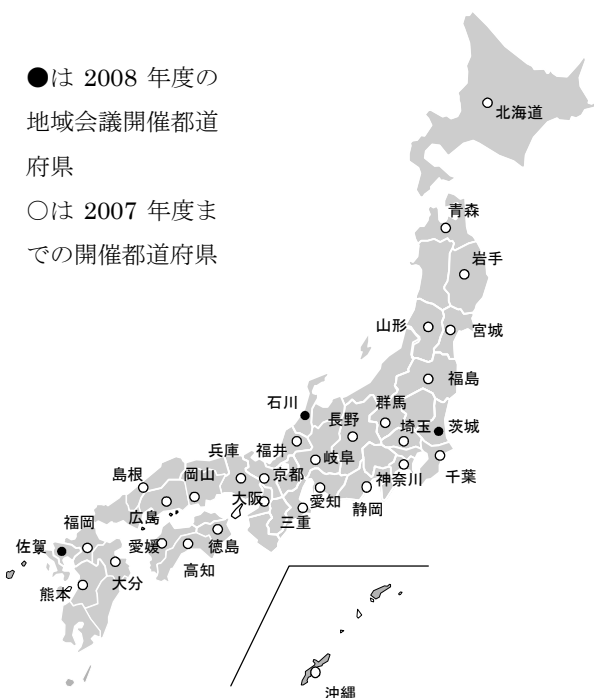 ●は 2008 年度の
地域会議開催都道
府県
○は 2007 年度ま
での開催都道府県
北海道
青森
岩手
山形
宮城
福島
石川
群馬
長野
埼玉
茨城
兵庫
福井
岐阜
京都
神奈川
千葉
島根
岡山
大阪
愛知
静岡
広島
三重
福岡
佐賀
愛媛
徳島
高知
大分
熊本
沖縄